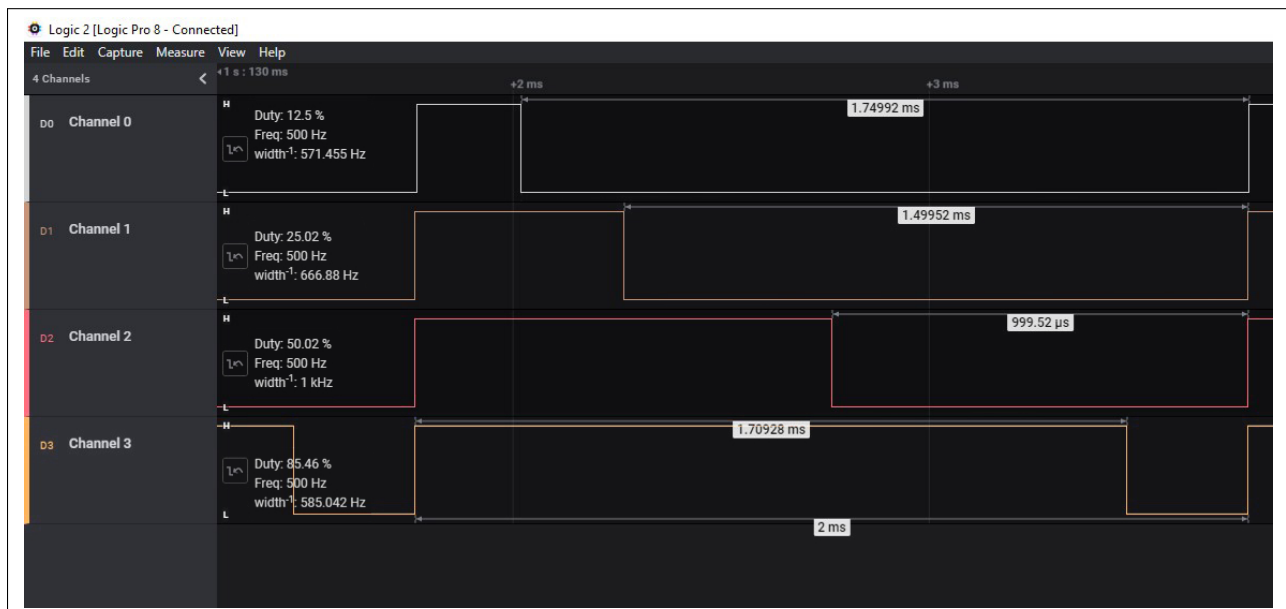 Logic 2 [Logic Pro 8 - Connected]
File Edit Capture Measure View Help
4 Channels
1 s : 130 ms
+2 ms
+3 ms
D0 Channel 0
H
Duty: 12.5 %
Freq: 500 Hz
width-1: 571.455 Hz
L
1.74992 ms
D1 Channel 1
H
Duty: 25.02 %
Freq: 500 Hz
width-1: 666.88 Hz
L
1.49952 ms
D2 Channel 2
H
Duty: 50.02 %
Freq: 500 Hz
width-1: 1 kHz
L
999.52 µs
D3 Channel 3
H
Duty: 85.46 %
Freq: 500 Hz
width-1: 585.042 Hz
L
1.70928 ms
2 ms